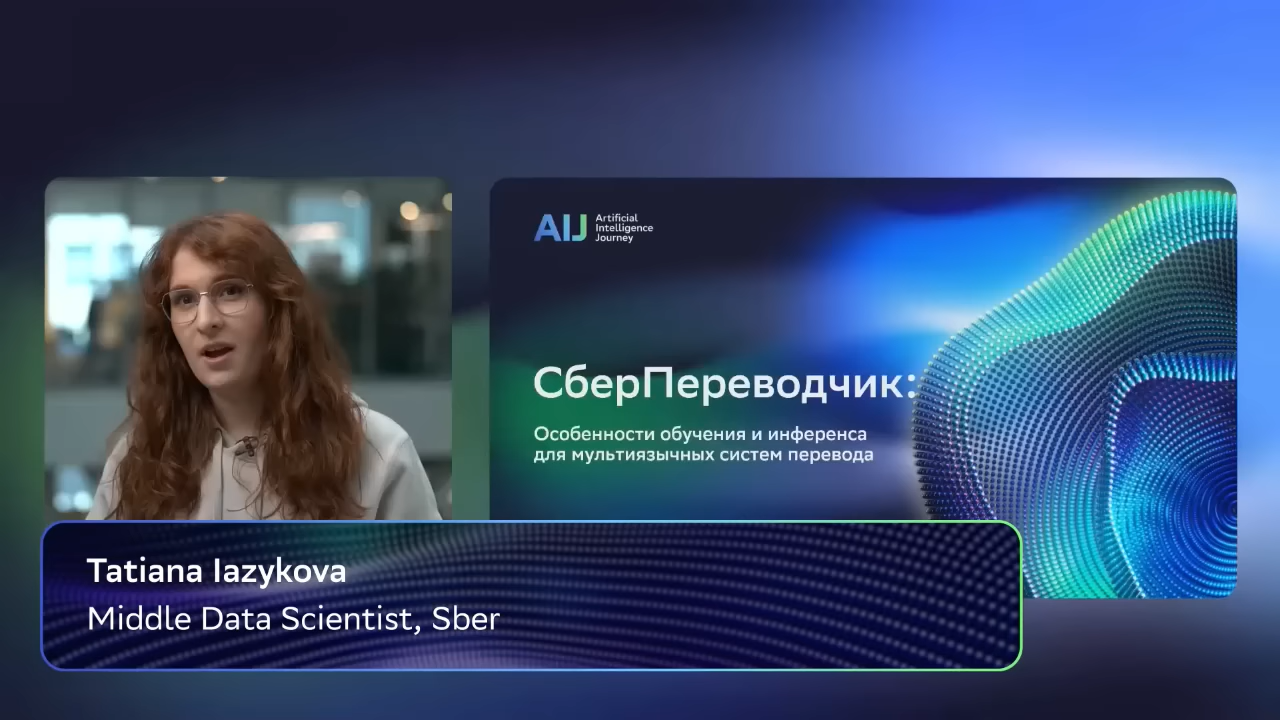 AIJ
Artificial
Intelligence
Journey
СберПереводчик:
Особенности обучения и инференса
для мультиязычных систем перевода
Tatiana Iazykova
Middle Data Scientist, Sber